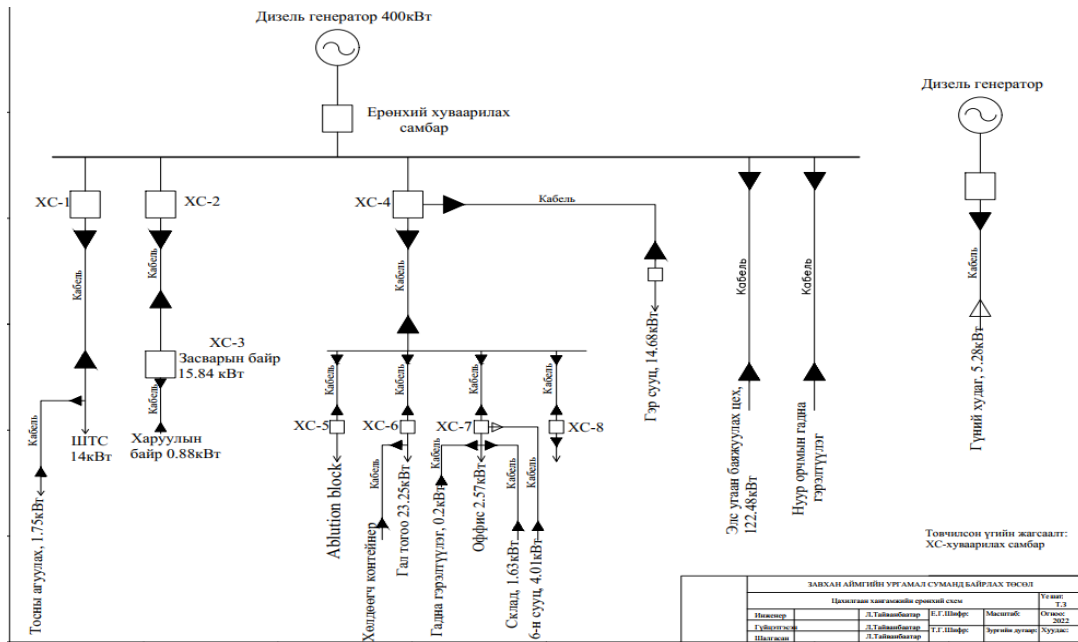 Дизель генератор 400кВт
Ерөнхий хуваарилах
самбар
Дизель генератор
ХС-1
ХС-2
ХС-4
Кабель
Кабель
Кабель
Кабель
Кабель
Кабель
Кабель
ХС-3
Засварын байр
15.84 кВт
Кабель
Кабель
ШТС
14кВт
Харуулын
байр 0.88кВт
Тосны агуулах, 1.75кВт
Кабель
Кабель
Кабель
Кабель
ХС-5
ХС-6
ХС-7
ХС-8
Кабель
Кабель
Кабель
Кабель
Ablution block
Хөлдөөгч контейнер
Гал тогоо 23.25кВт
Гадна гэрэлтүүлэг, 0.2кВт
Оффис 2.57кВт
Склад, 1.63кВт
6-н сууц, 4.01кВт
Гэр сууц, 14.68кВт
Элс угаан баяжуулах цех,
122.48кВт
Нуур орчмын гадна
гэрэлтүүлэг
Гүний худаг, 5.28кВт
Товчилсон үгийн жагсаалт:
ХС-хуваарилах самбар
ЗАВХАН АЙМГИЙН УРГАМАЛ СУМАНД БАЙРЛАХ ТӨСӨЛ
Цахилгаан хангамжийн ерөнхий схем
Үе шат:
Т.З
Инженер
Л.Тайванбаатар
Е.Г.Шифр:
Масштаб:
Огноо:
2022
Гүйцэтгэсэн
Л.Тайванбаатар
Т.Г.Шифр:
Зургийн дугаар:
Хуудас:
Шалгасан
Л.Тайванбаатар